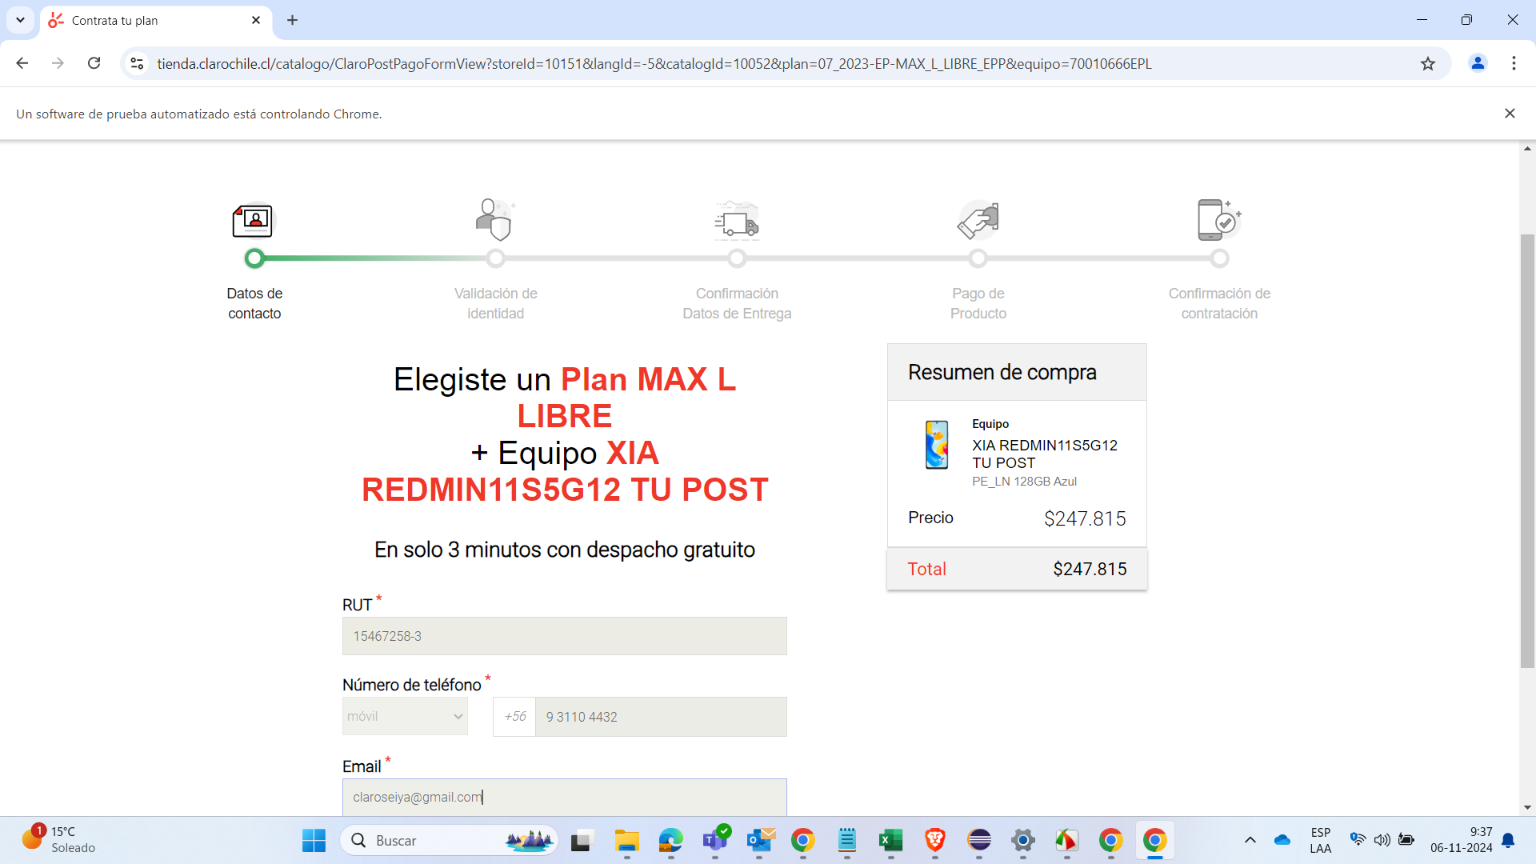 Contrata tu plan
tienda.clarochile.cl/catalogo/ClaroPostPagoFormView?storeId=10151&langId=-5&catalogId=10052&plan=07_2023-EP-MAX_L_LIBRE_EPP&equipo=70010666EPL
Un software de prueba automatizado está controlando Chrome.
Datos de
contacto
Validación de
identidad
Confirmación
Datos de Entrega
Pago de
Producto
Confirmación de
contratación
Elegiste un Plan MAX L
LIBRE
+ Equipo XIA
REDMIN11S5G12 TU POST
En solo 3 minutos con despacho gratuito
RUT *
15467258-3
Número de teléfono *
móvil
+56
9 3110 4432
Email *
claroseiya@gmail.com
Resumen de compra
Equipo
XIA REDMIN11S5G12
TU POST
PE_LN 128GB Azul
Precio $247.815
Total $247.815
1
15°C
Soleado
Buscar
ESP
LAA
9:37
06-11-2024